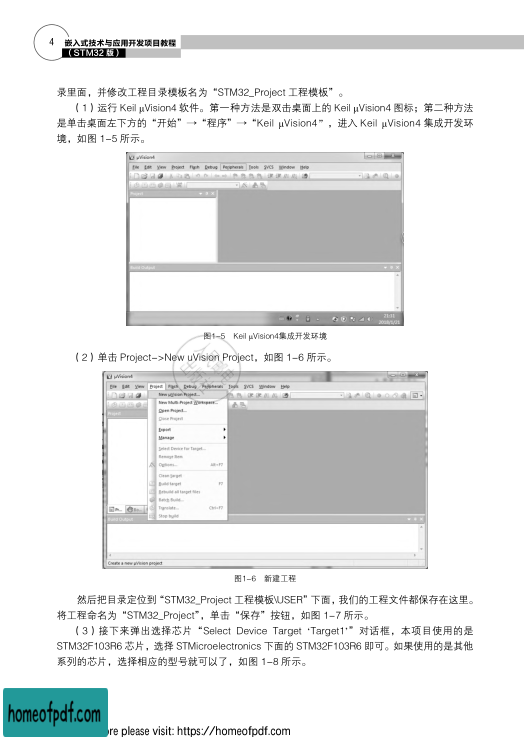 4 嵌入式技术与应用开发项目教程
（STM32 版）
录里面，并修改工程目录模板名为“STM32_Project 工程模板”。
（1）运行 Keil μVision4 软件。第一种方法是双击桌面上的 Keil μVision4 图标；第二种方法
是单击桌面左下方的“开始”→“程序”→“Keil μVision4”，进入 Keil μVision4 集成开发环
境，如图 1-5 所示。
μVision4
File Edit View Project Flash Debug Peripherals Tools SVCS Window Help
Project
Build Output
图1-5 Keil μVision4集成开发环境
（2）单击 Project->New uVision Project，如图 1-6 所示。
μVision4
File Edit View Project Flash Debug Peripherals Tools SVCS Window Help
New μVision Project...
New Multi-Project Workspace...
Open Project...
Close Project
Export
Manage
Select Device for Target...
Remove Item
Options... Alt+F7
Clean target
Build target F7
Rebuild all target files
Batch Build...
Translate... Ctrl+F7
Stop build
Build Output
Create a new μVision project
图1-6 新建工程
然后把目录定位到“STM32_Project 工程模板\USER”下面，我们的工程文件都保存在这里。
将工程命名为“STM32_Project”，单击“保存”按钮，如图 1-7 所示。
（3）接下来弹出选择芯片“Select Device Target ‘Target1’”对话框，本项目使用的是
STM32F103R6 芯片，选择 STMicroelectronics 下面的 STM32F103R6 即可。如果使用的是其他
系列的芯片，选择相应的型号就可以了，如图 1-8 所示。
homeofpdf.com
ore please visit: https://homeofpdf.com